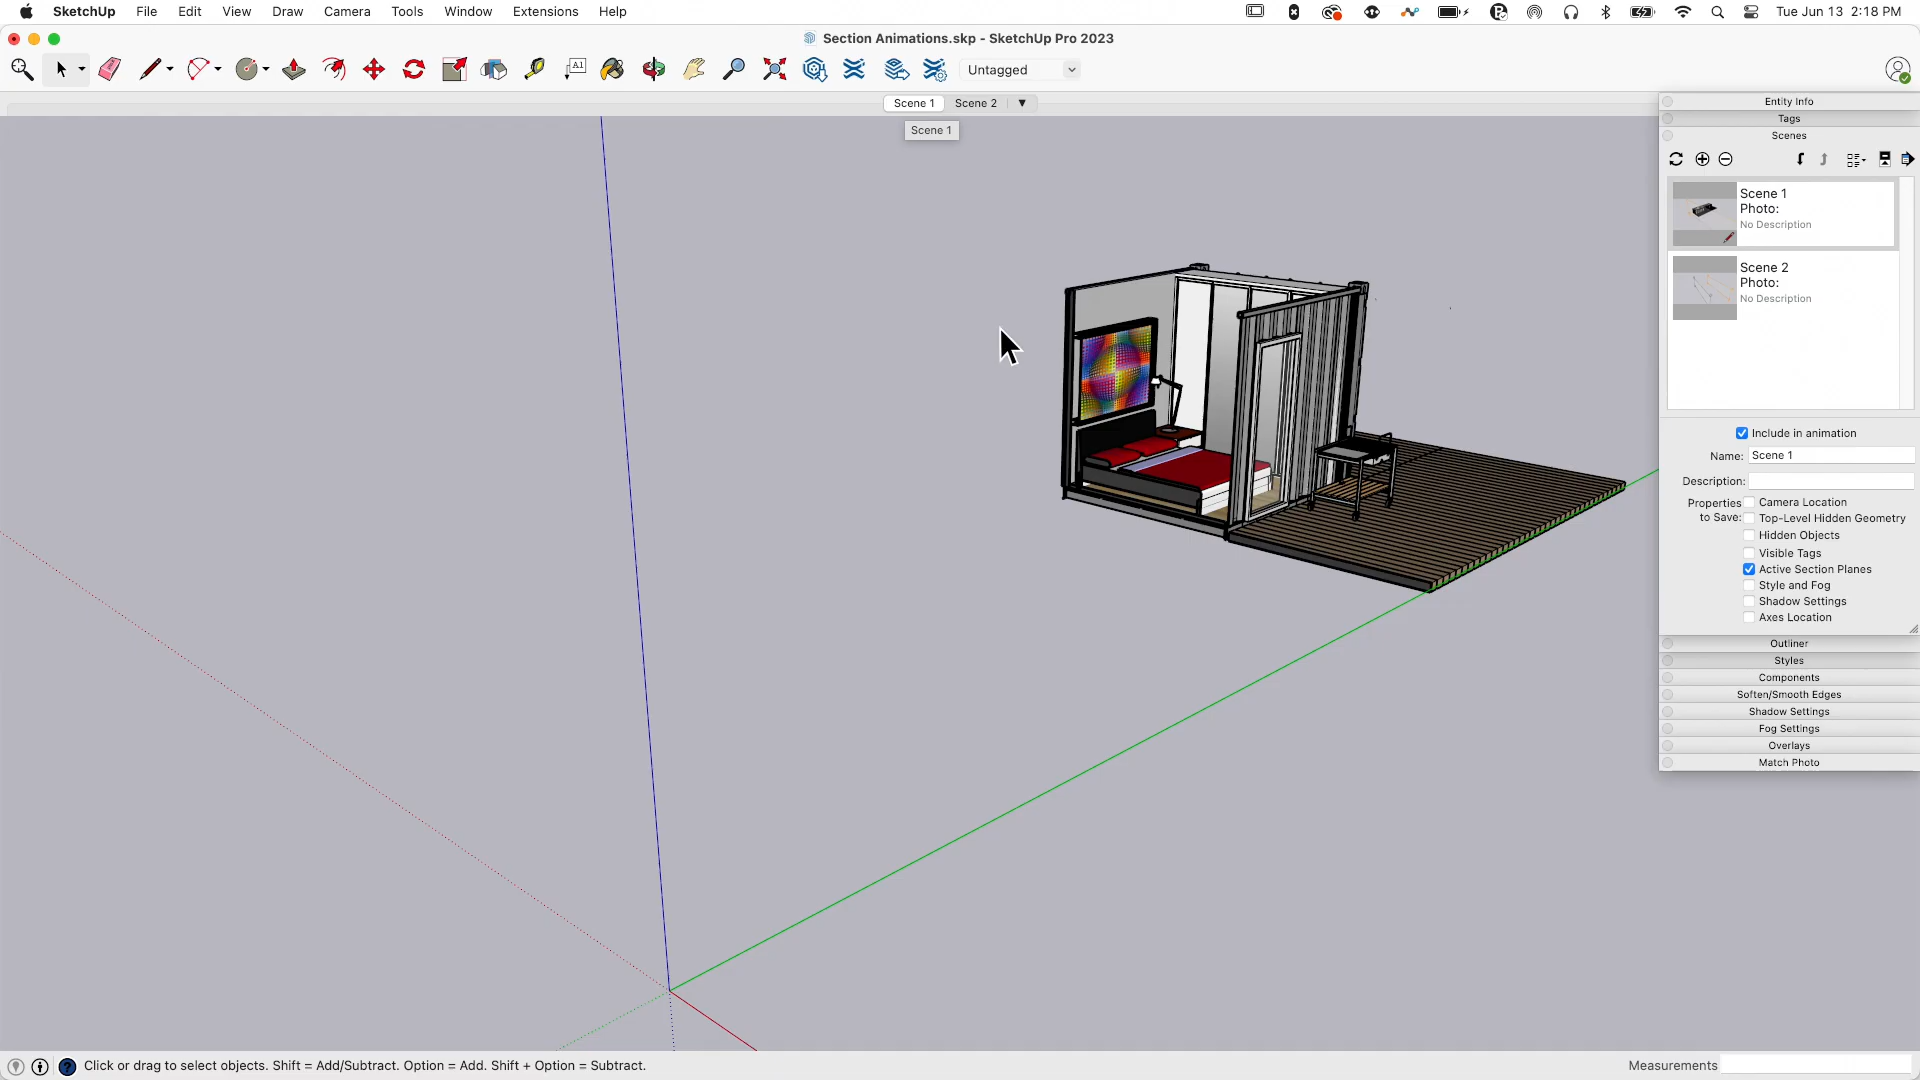 SketchUp File Edit View Draw Camera Tools Window Extensions Help
Tue Jun 13 2:18 PM
Section Animations.skp - SketchUp Pro 2023
A1
Untagged
Scene 1 Scene 2
Scene 1
Entity Info
Tags
Scenes
Scene 1
Photo:
No Description
Scene 2
Photo:
No Description
Include in animation
Name: Scene 1
Description:
Properties to Save:
Camera Location
Top-Level Hidden Geometry
Hidden Objects
Visible Tags
Active Section Planes
Style and Fog
Shadow Settings
Axes Location
Outliner
Styles
Components
Soften/Smooth Edges
Shadow Settings
Fog Settings
Overlays
Match Photo
Click or drag to select objects. Shift = Add/Subtract. Option = Add. Shift + Option = Subtract.
Measurements